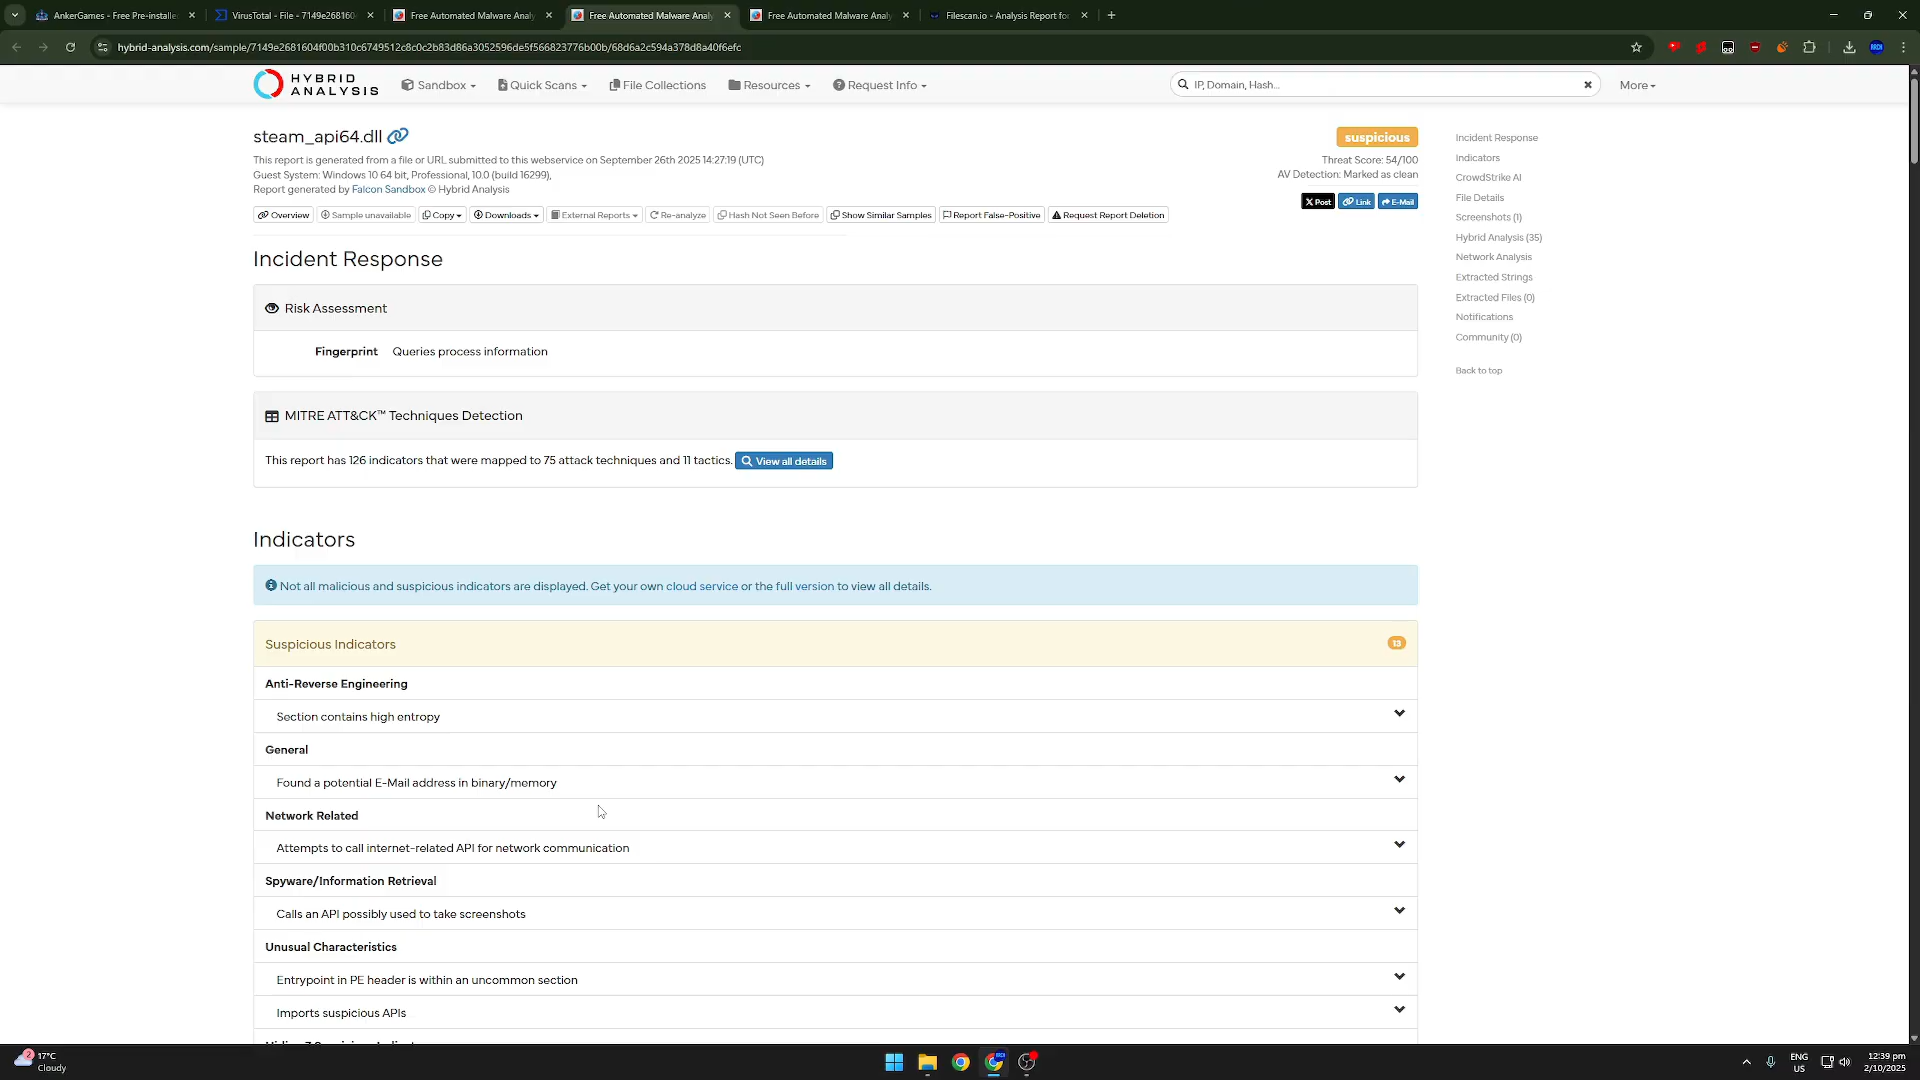 AnkerGames - Free Pre-installe
VirusTotal - File - 7149e268160
Free Automated Malware Analy
Free Automated Malware Analy
Free Automated Malware Analy
Filescan.io - Analysis Report for
hybrid-analysis.com/sample/7149e2681604f00b310c6749512c8c0c2b83d86a3052596de5f566823776b00b/68d6a2c594a378d8a40f6efc
HYBRID
ANALYSIS
Sandbox
Quick Scans
File Collections
Resources
Request Info
IP, Domain, Hash...
More
steam_api64.dll
suspicious
This report is generated from a file or URL submitted to this webservice on September 26th 2025 14:27:19 (UTC)
Threat Score: 54/100
Guest System: Windows 10 64 bit, Professional, 10.0 (build 16299),
AV Detection: Marked as clean
Report generated by Falcon Sandbox © Hybrid Analysis
X Post
Link
E-Mail
Overview
Sample unavailable
Copy
Downloads
External Reports
Re-analyze
Hash Not Seen Before
Show Similar Samples
Report False-Positive
Request Report Deletion
Incident Response
Indicators
CrowdStrike AI
File Details
Screenshots (1)
Hybrid Analysis (35)
Network Analysis
Extracted Strings
Extracted Files (0)
Notifications
Community (0)
Back to top
Incident Response
Risk Assessment
Fingerprint Queries process information
MITRE ATT&CK™ Techniques Detection
This report has 126 indicators that were mapped to 75 attack techniques and 11 tactics. View all details
Indicators
Not all malicious and suspicious indicators are displayed. Get your own cloud service or the full version to view all details.
Suspicious Indicators 13
Anti-Reverse Engineering
Section contains high entropy
General
Found a potential E-Mail address in binary/memory
Network Related
Attempts to call internet-related API for network communication
Spyware/Information Retrieval
Calls an API possibly used to take screenshots
Unusual Characteristics
Entrypoint in PE header is within an uncommon section
Imports suspicious APIs
2
17°C
Cloudy
ENG
US
12:39 pm
2/10/2025